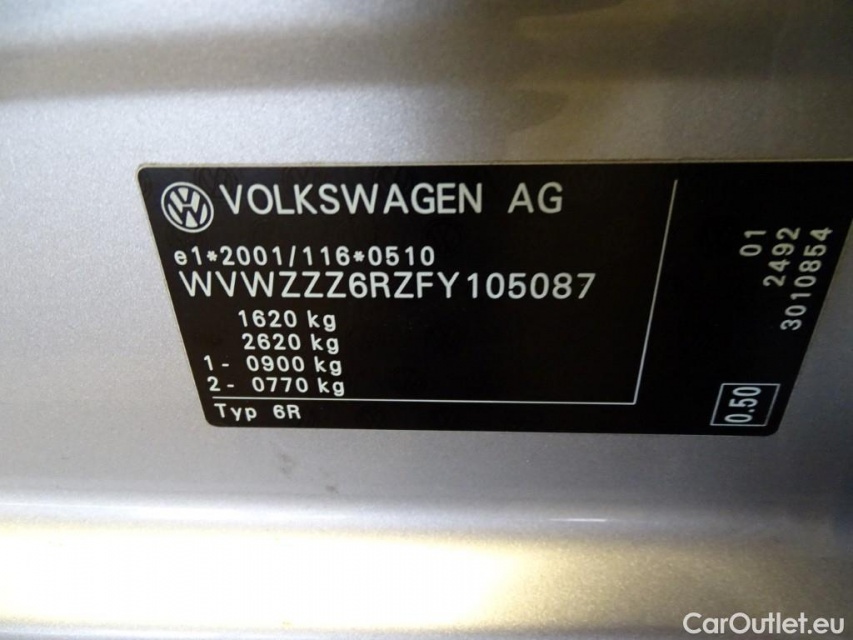 VOLKSWAGEN AG
e1*2001/116*0510
WVWZZZ6RZFY105087
1620 kg
2620 kg
1- 0900 kg
2- 0770 kg
Typ 6R
01
2492
3010854
0.50
CarOutlet.eu